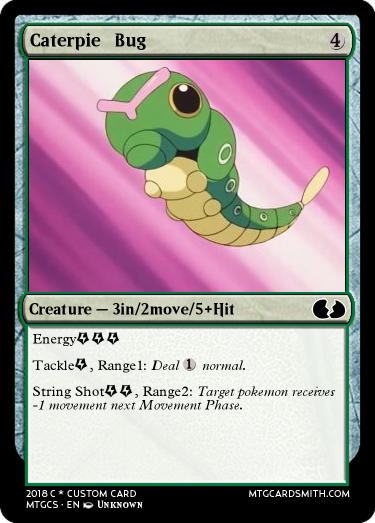 Caterpie Bug 4
Creature — 3in/2move/5+Hit
Energy
Tackle, Range1: Deal 1 normal.
String Shot, Range2: Target pokemon receives
-1 movement next Movement Phase.
2018 C * CUSTOM CARD MTGCARDSMITH.COM
MTGCS · EN Unknown